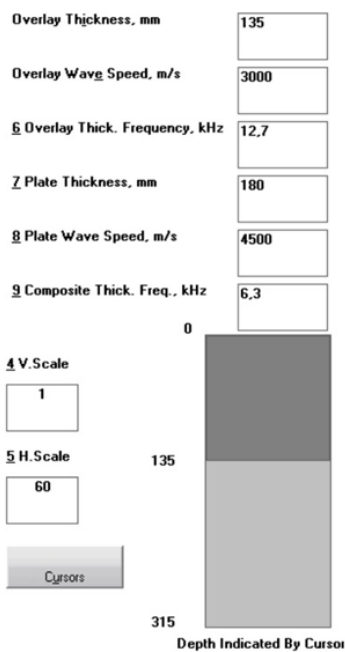 Overlay Thickness, mm 135
Overlay Wave Speed, m/s 3000
6 Overlay Thick. Frequency, kHz 12,7
7 Plate Thickness, mm 180
8 Plate Wave Speed, m/s 4500
9 Composite Thick. Freq., kHz 6,3
0
4 V.Scale
1
5 H.Scale
135
60
Cursors
315
Depth Indicated By Cursor